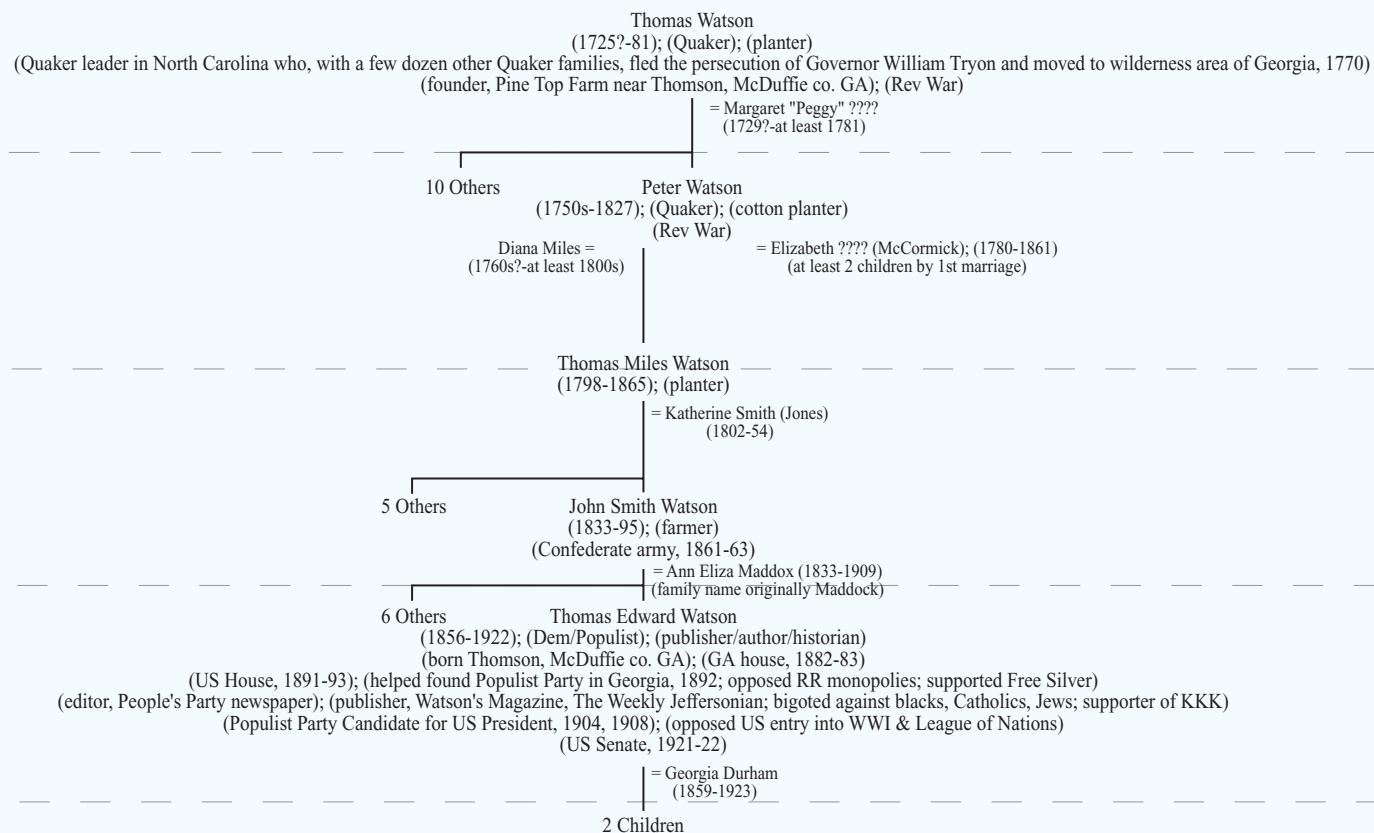 Thomas Watson
(1725?-81); (Quaker); (planter)
(Quaker leader in North Carolina who, with a few dozen other Quaker families, fled the persecution of Governor William Tryon and moved to wilderness area of Georgia, 1770)
(founder, Pine Top Farm near Thomson, McDuffie co. GA); (Rev War)
= Margaret "Peggy" ????
(1729?-at least 1781)
10 Others
Peter Watson
(1750s-1827); (Quaker); (cotton planter)
(Rev War)
Diana Miles =
(1760s?-at least 1800s)
= Elizabeth ???? (McCormick); (1780-1861)
(at least 2 children by 1st marriage)
Thomas Miles Watson
(1798-1865); (planter)
= Katherine Smith (Jones)
(1802-54)
5 Others
John Smith Watson
(1833-95); (farmer)
(Confederate army, 1861-63)
= Ann Eliza Maddox (1833-1909)
(family name originally Maddock)
6 Others
Thomas Edward Watson
(1856-1922); (Dem/Populist); (publisher/author/historian)
(born Thomson, McDuffie co. GA); (GA house, 1882-83)
(US House, 1891-93); (helped found Populist Party in Georgia, 1892; opposed RR monopolies; supported Free Silver)
(editor, People's Party newspaper); (publisher, Watson's Magazine, The Weekly Jeffersonian; bigoted against blacks, Catholics, Jews; supporter of KKK)
(Populist Party Candidate for US President, 1904, 1908); (opposed US entry into WWI & League of Nations)
(US Senate, 1921-22)
= Georgia Durham
(1859-1923)
2 Children